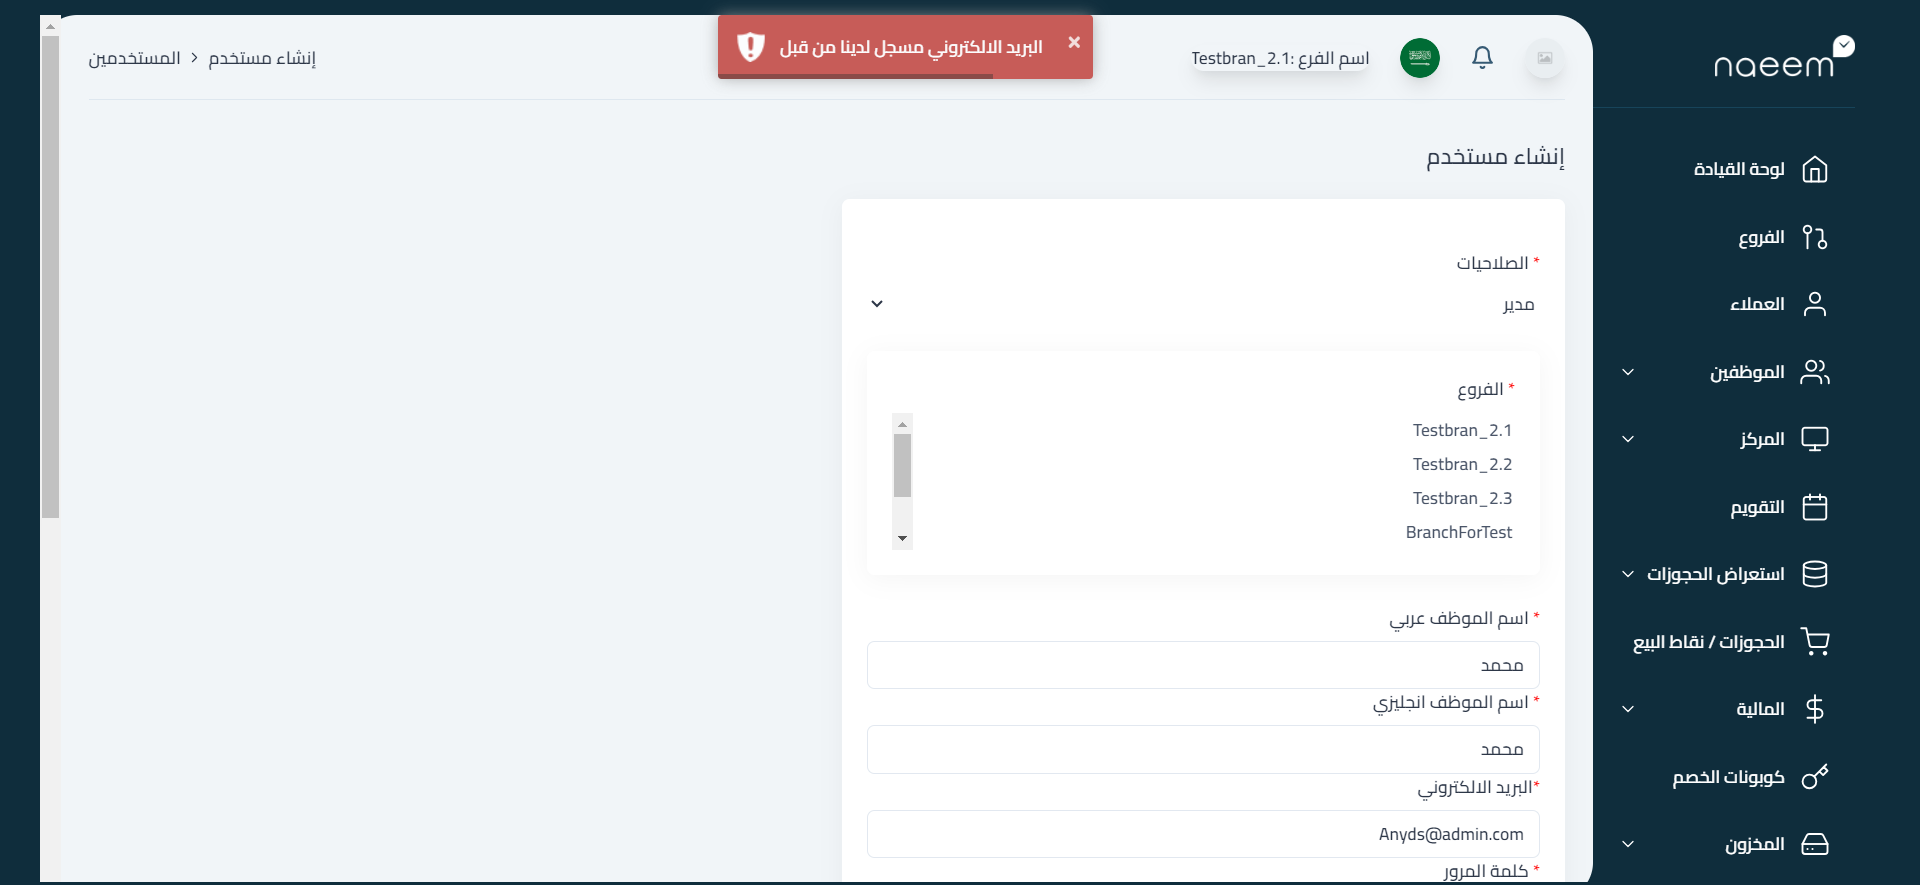 naeem
لوحة القيادة
الفروع
العملاء
الموظفين
المركز
التقويم
استعراض الحجوزات
الحجوزات / نقاط البيع
المالية
كوبونات الخصم
المخزون
اسم الفرع :Testbran_2.1
البريد الالكتروني مسجل لدينا من قبل
×
المستخدمين > إنشاء مستخدم
إنشاء مستخدم
* الصلاحيات
مدير
* الفروع
Testbran_2.1
Testbran_2.2
Testbran_2.3
BranchForTest
* اسم الموظف عربي
محمد
* اسم الموظف انجليزي
محمد
*البريد الالكتروني
Anyds@admin.com
* كلمة المرور